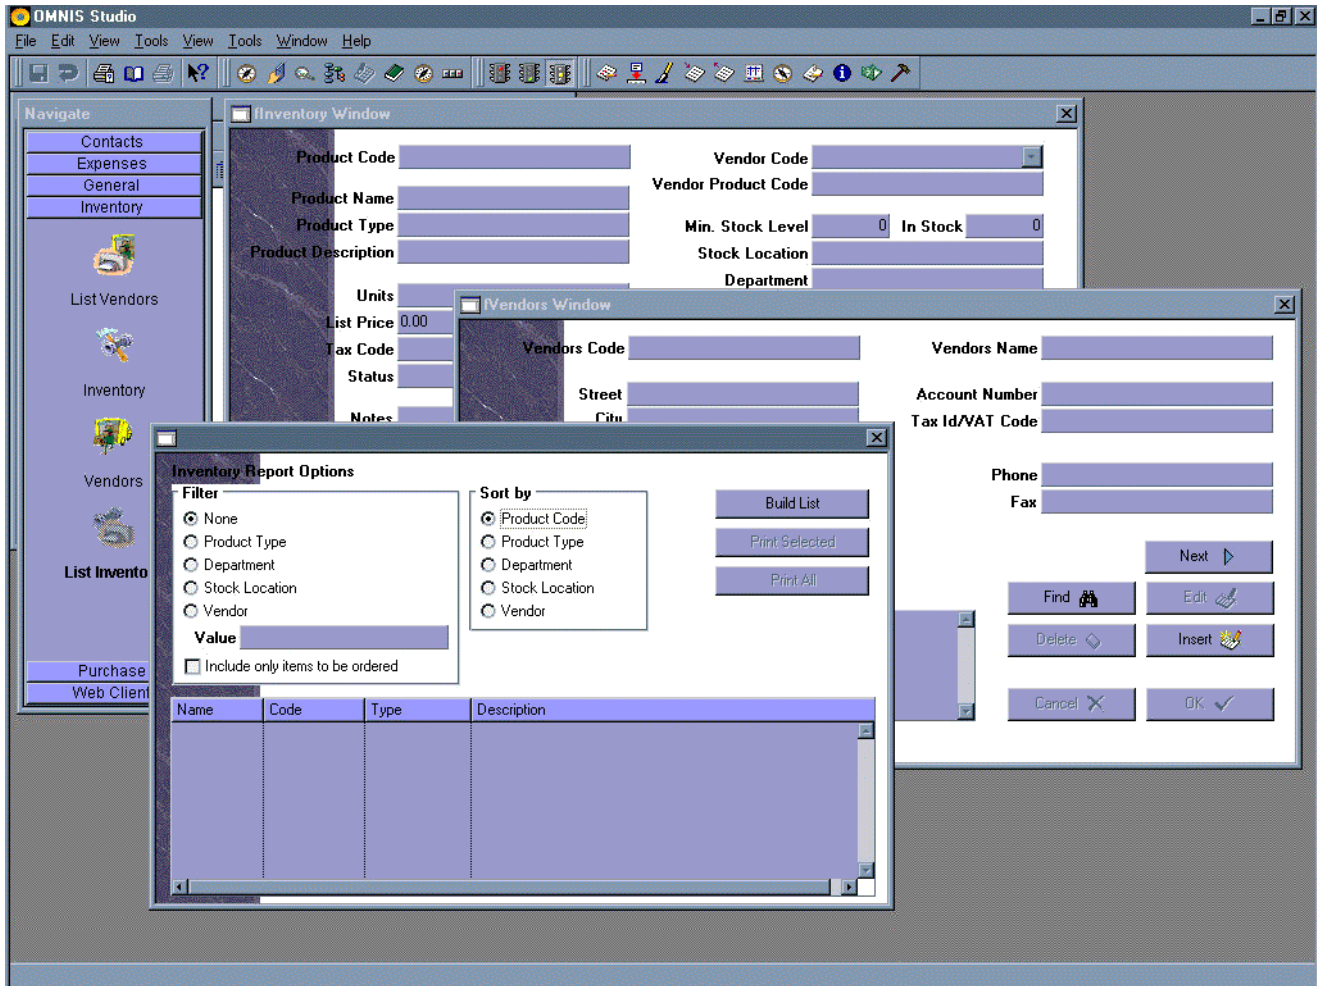 OMNIS Studio
File Edit View Tools View Tools Window Help
Navigate
Contacts
Expenses
General
Inventory
List Vendors
Inventory
Vendors
List Invento
Purchase
Web Client
fInventory Window
Product Code
Vendor Code
Vendor Product Code
Product Name
Product Type
Min. Stock Level 0 In Stock 0
Product Description
Stock Location
Department
Units
List Price 0.00
Tax Code
Status
Notes
fVendors Window
Vendors Code
Vendors Name
Street
Account Number
City
Tax Id/VAT Code
Phone
Fax
Next
Find
Edit
Delete
Insert
Cancel
OK
Inventory Report Options
Filter
None
Product Type
Department
Stock Location
Vendor
Value
Include only items to be ordered
Sort by
Product Code
Product Type
Department
Stock Location
Vendor
Build List
Print Selected
Print All
Name Code Type Description